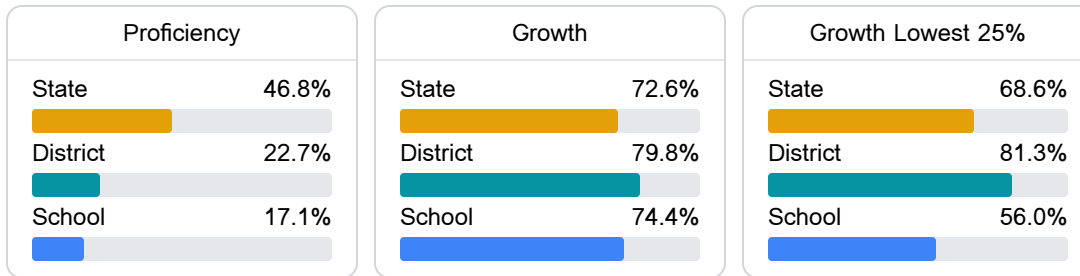 Proficiency
State 46.8%
District 22.7%
School 17.1%
Growth
State 72.6%
District 79.8%
School 74.4%
Growth Lowest 25%
State 68.6%
District 81.3%
School 56.0%